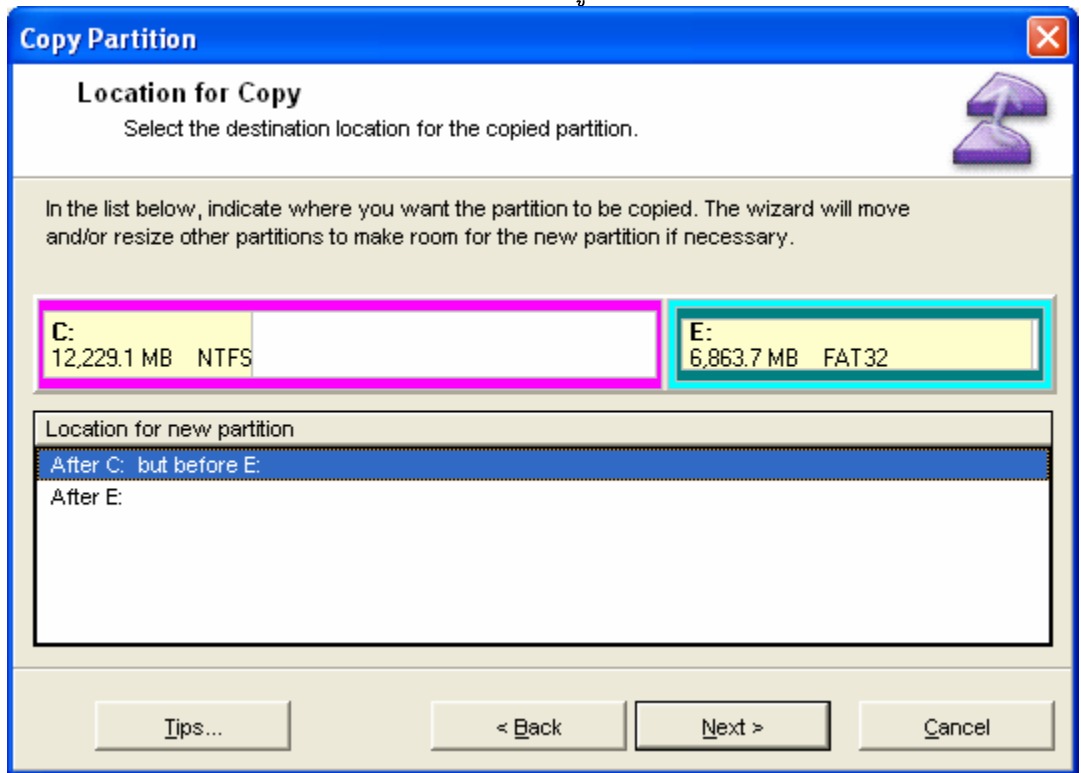 Copy Partition
Location for Copy
Select the destination location for the copied partition.
In the list below, indicate where you want the partition to be copied. The wizard will move
and/or resize other partitions to make room for the new partition if necessary.
C:
12,229.1 MB NTFS
E:
6,863.7 MB FAT32
Location for new partition
After C: but before E:
After E:
Tips...
< Back
Next >
Cancel